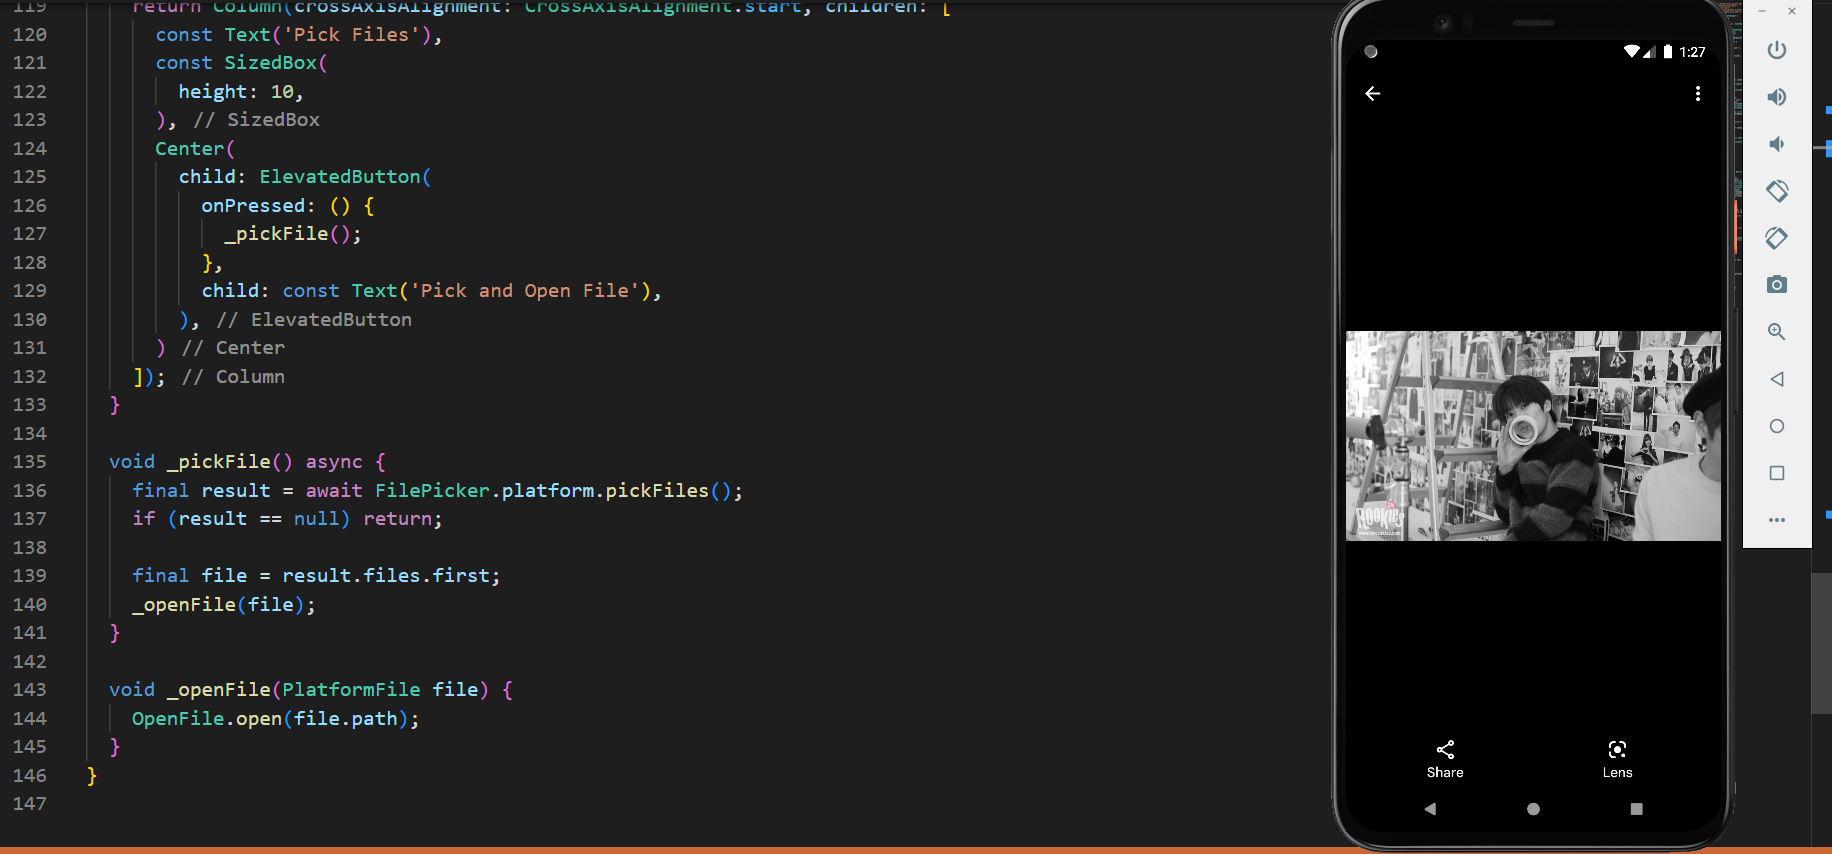 119 return Column(crossAxisAlignment: CrossAxisAlignment.start, children: [
120 const Text('Pick Files'),
121 const SizedBox(
122 height: 10,
123 ), // SizedBox
124 Center(
125 child: ElevatedButton(
126 onPressed: () {
127 _pickFile();
128 },
129 child: const Text('Pick and Open File'),
130 ), // ElevatedButton
131 ) // Center
132 ]); // Column
133 }
134
135 void _pickFile() async {
136 final result = await FilePicker.platform.pickFiles();
137 if (result == null) return;
138
139 final file = result.files.first;
140 _openFile(file);
141 }
142
143 void _openFile(PlatformFile file) {
144 OpenFile.open(file.path);
145 }
146 }
147
1:27
ROOKIES
Share
Lens